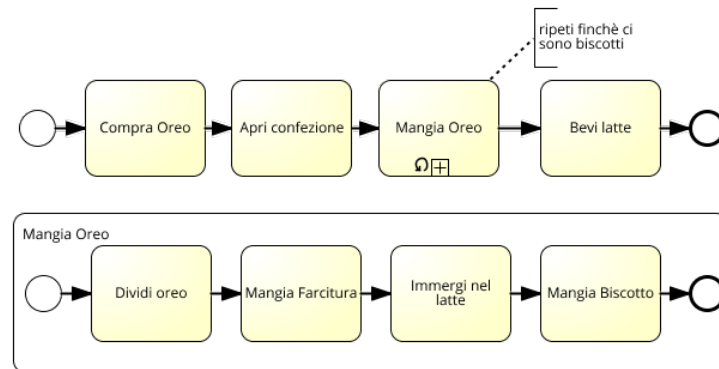 ripeti finchè ci
sono biscotti
Compra Oreo
Apri confezione
Mangia Oreo
Bevi latte
Mangia Oreo
Dividi oreo
Mangia Farcitura
Immergi nel
latte
Mangia Biscotto